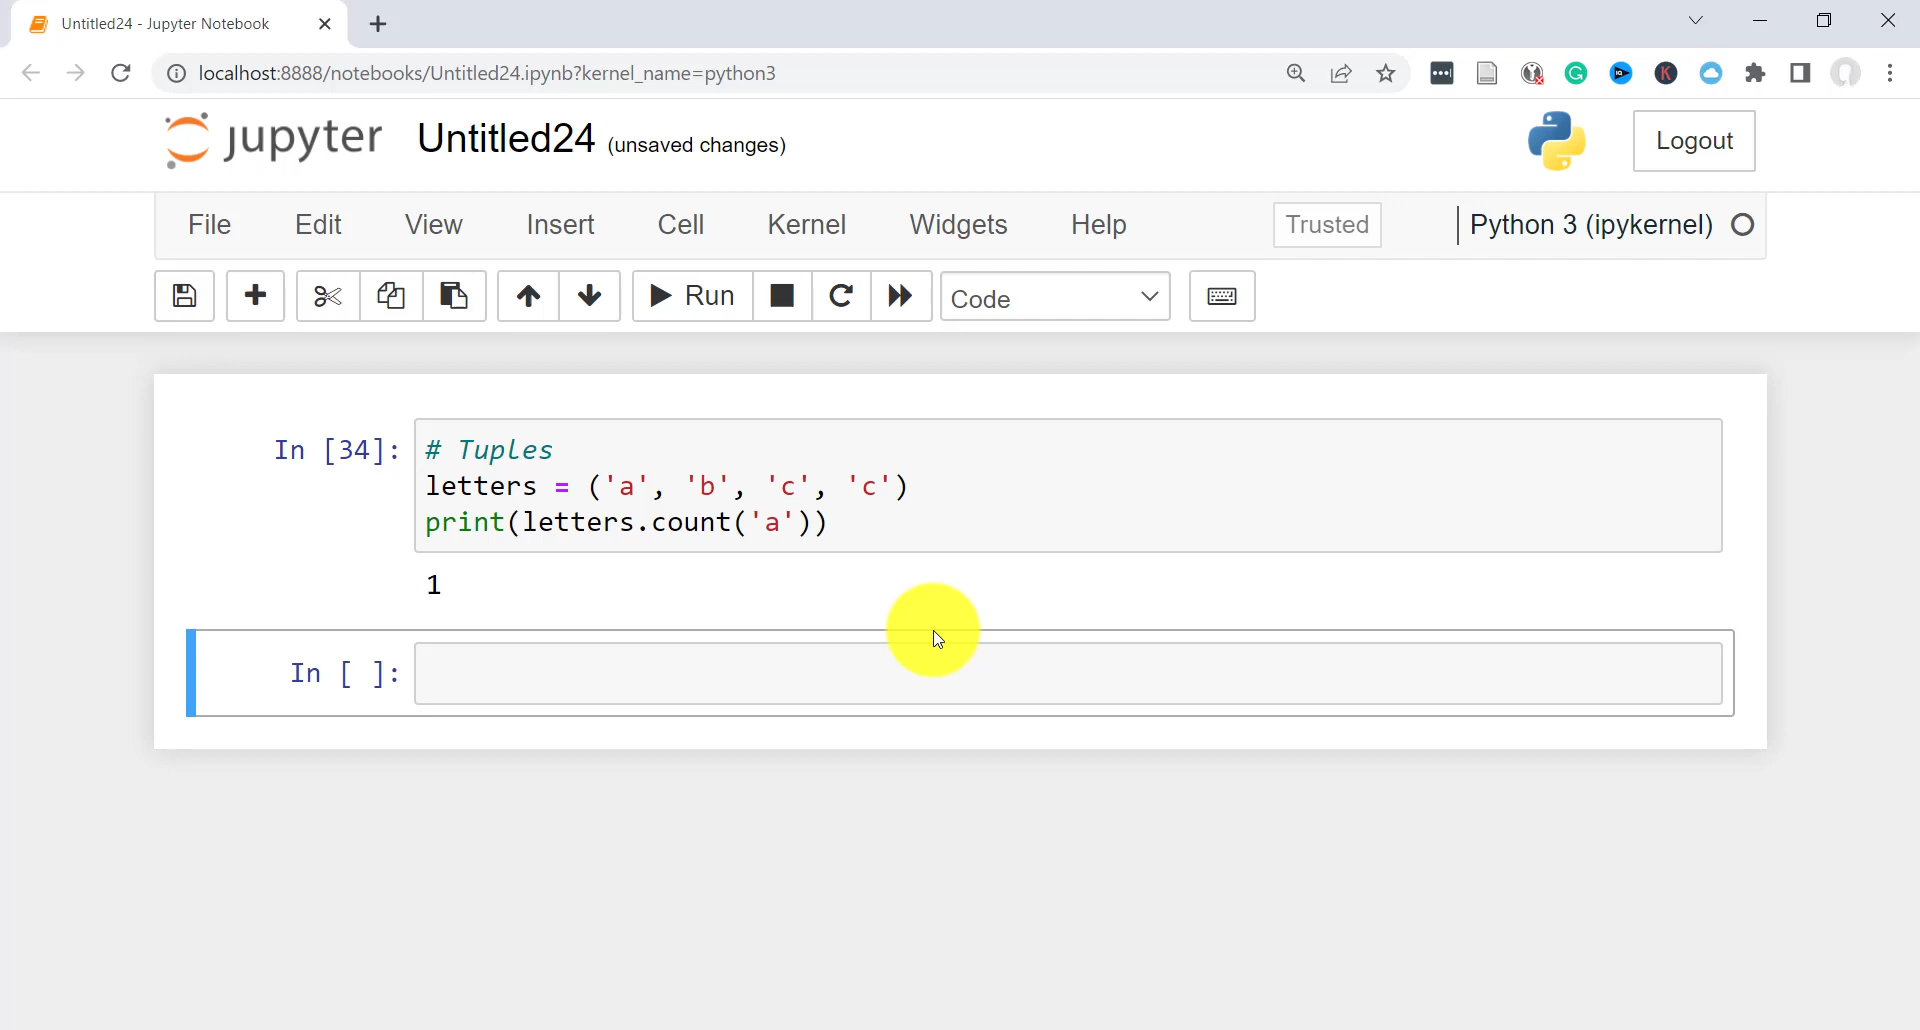 Untitled24 - Jupyter Notebook
localhost:8888/notebooks/Untitled24.ipynb?kernel_name=python3
jupyter Untitled24 (unsaved changes) Logout
File Edit View Insert Cell Kernel Widgets Help Trusted Python 3 (ipykernel)
Run Code
In [34]: # Tuples
letters = ('a', 'b', 'c', 'c')
print(letters.count('a'))
1
In [ ]: